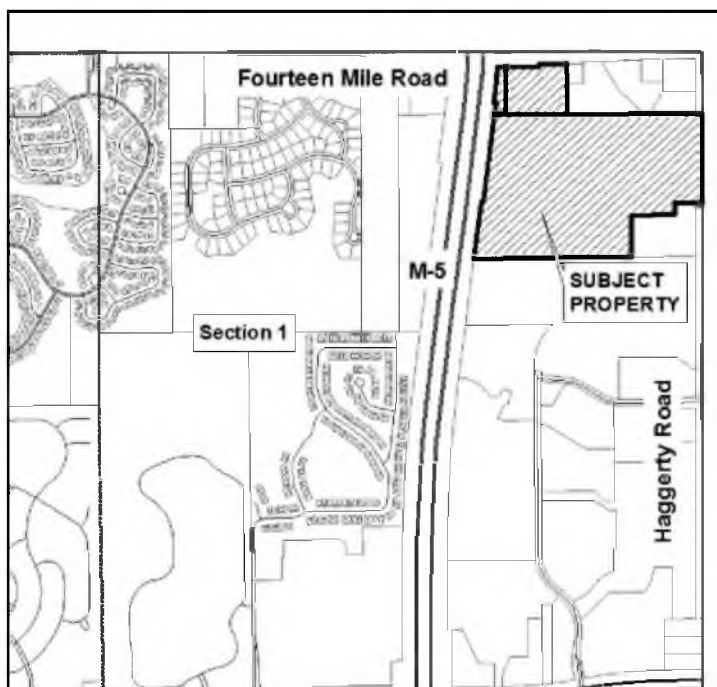 Fourteen Mile Road
M-5
SUBJECT
PROPERTY
Section 1
Haggerty Road